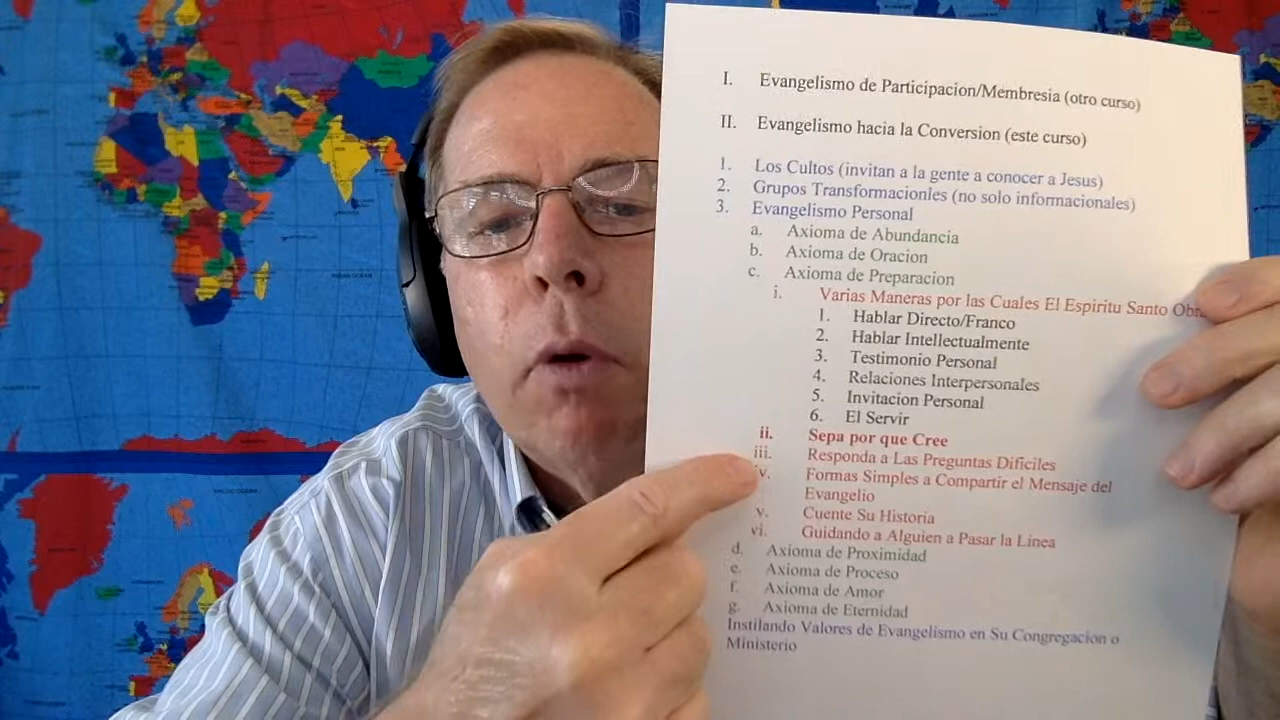 I. Evangelismo de Participacion/Membresia (otro curso)
II. Evangelismo hacia la Conversion (este curso)
1. Los Cultos (invitan a la gente a conocer a Jesus)
2. Grupos Transformacionles (no solo informacionales)
3. Evangelismo Personal
a. Axioma de Abundancia
b. Axioma de Oracion
c. Axioma de Preparacion
i. Varias Maneras por las Cuales El Espiritu Santo
1. Hablar Directo/Franco
2. Hablar Intellectualmente
3. Testimonio Personal
4. Relaciones Interpersonales
5. Invitacion Personal
6. El Servir
ii. Sepa por que Cree
iii. Responda a Las Preguntas Dificiles
iv. Formas Simples a Compartir el Mensaje del
Evangelio
v. Cuente Su Historia
vi. Guidando a Alguien a Pasar la Linea
d. Axioma de Proximidad
e. Axioma de Proceso
f. Axioma de Amor
g. Axioma de Eternidad
Instilando Valores de Evangelismo en Su Congregacion o
Ministerio